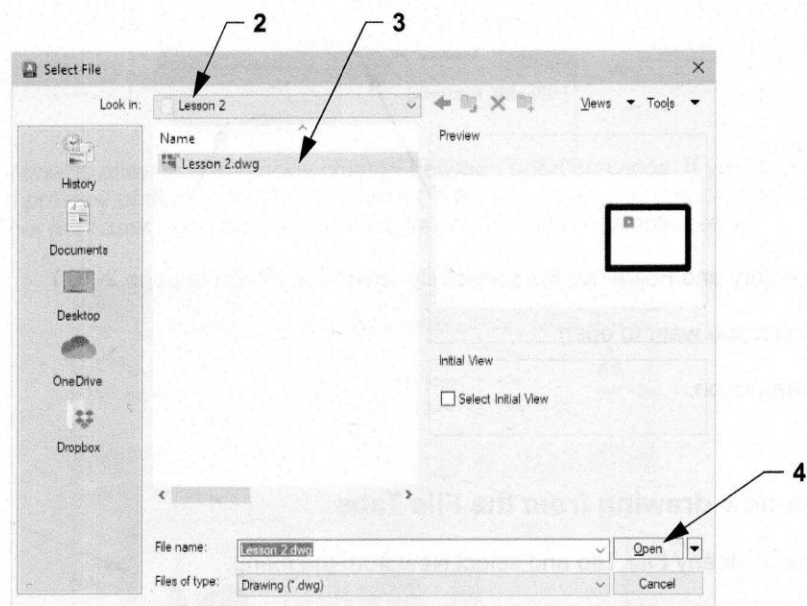 2
3
Select File
Look in:
Lesson 2
Views
Tools
Name
Preview
Lesson 2.dwg
History
Documents
Desktop
OneDrive
Dropbox
Initial View
Select Initial View
4
File name:
Lesson 2.dwg
Open
Files of type:
Drawing (*.dwg)
Cancel